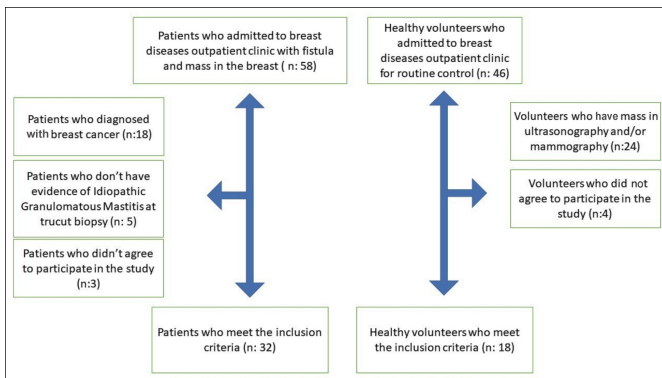 Patients who admitted to breast
diseases outpatient clinic with fistula
and mass in the breast ( n: 58)
Healthy volunteers who
admitted to breast
diseases outpatient clinic
for routine control (n: 46)
Patients who diagnosed
with breast cancer (n:18)
Patients who don't have
evidence of Idiopathic
Granulomatous Mastitis at
trucut biopsy (n: 5)
Patients who didn't agree
to participate in the study
(n:3)
Volunteers who have mass in
ultrasonography and/or
mammography (n:24)
Volunteers who did not
agree to participate in the
study (n:4)
Patients who meet the inclusion
criteria (n: 32)
Healthy volunteers who meet
the inclusion criteria (n: 18)